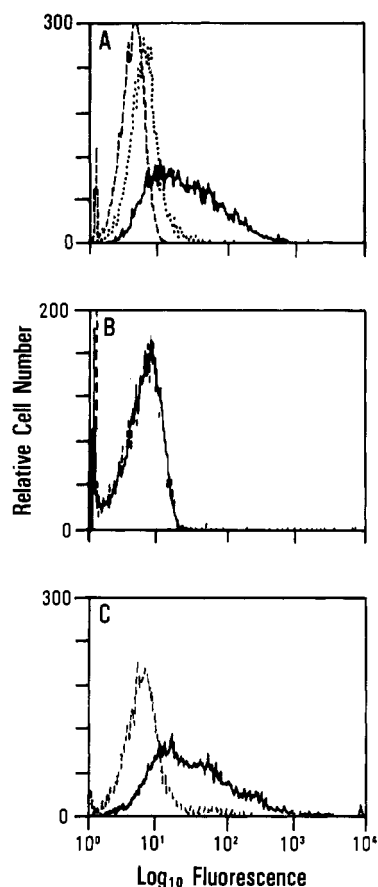 300
A
0
200
B
Relative Cell Number
0
300
C
0
10⁰ 10¹ 10² 10³ 10⁴
Log₁₀ Fluorescence